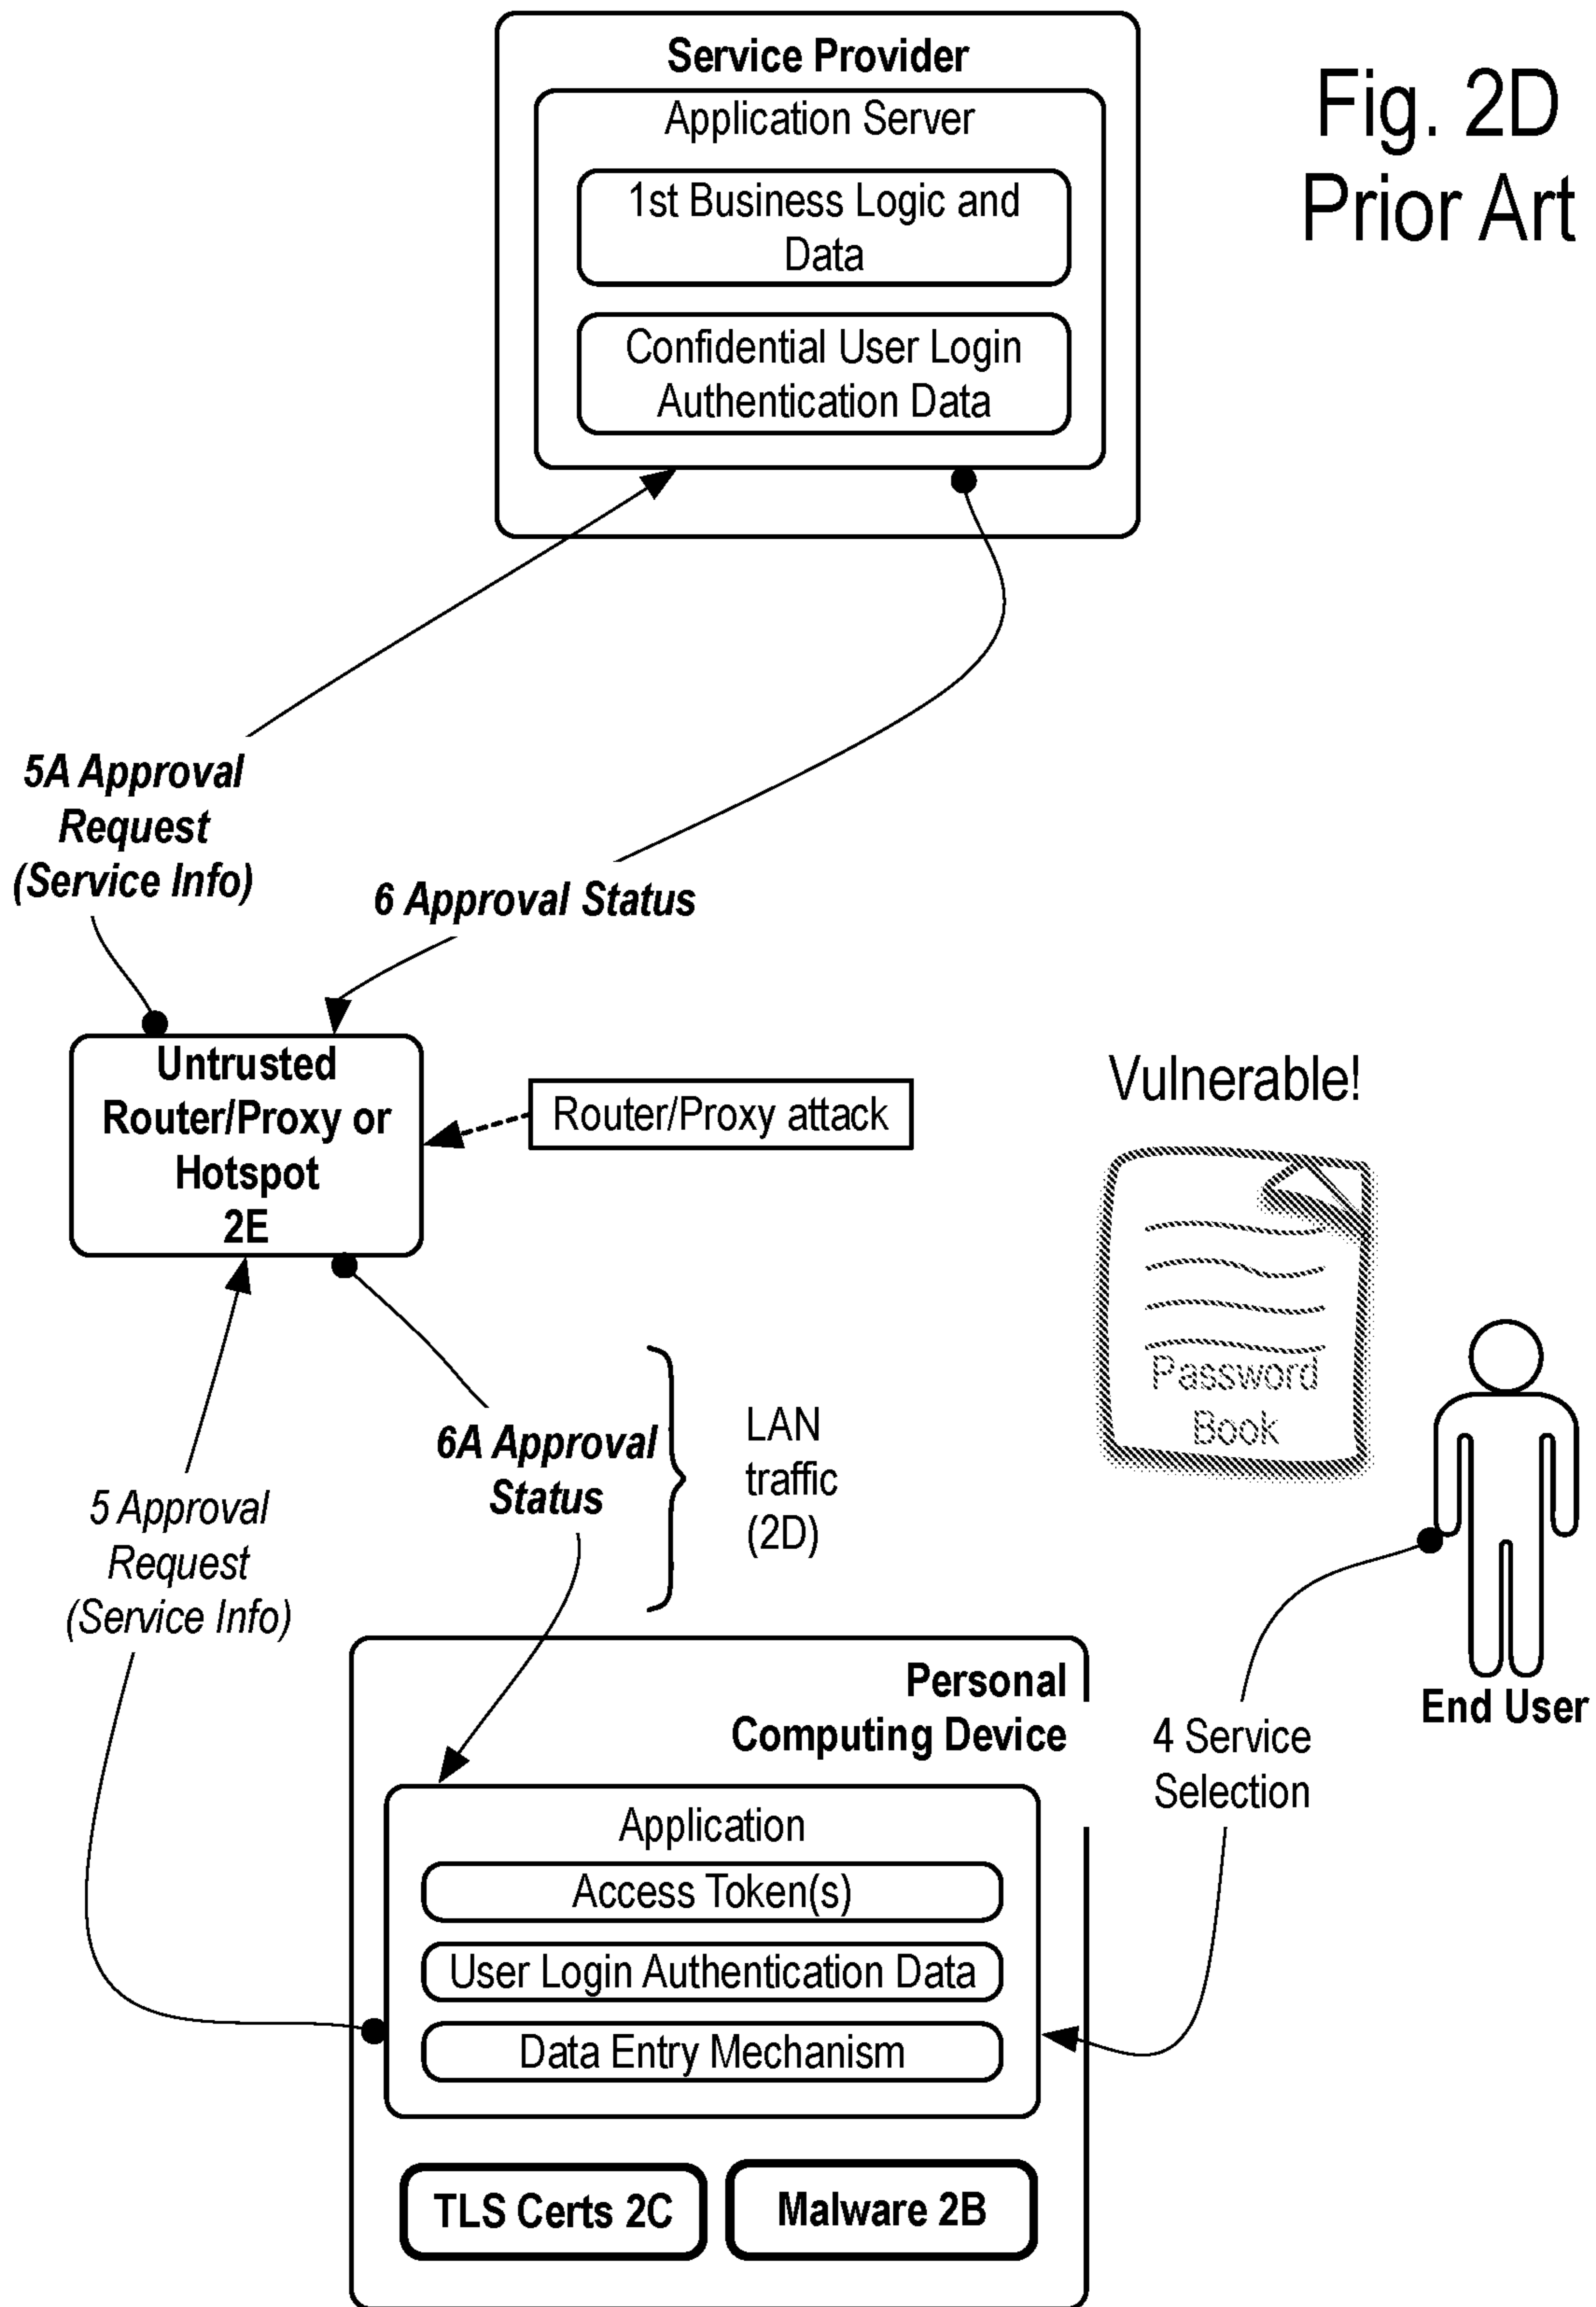 Fig. 2D
Prior Art
Service Provider
Application Server
1st Business Logic and
Data
Confidential User Login
Authentication Data
5A Approval
Request
(Service Info)
6 Approval Status
Untrusted
Router/Proxy or
Hotspot
2E
Router/Proxy attack
Vulnerable!
Password
Book
6A Approval
Status
LAN
traffic
(2D)
5 Approval
Request
(Service Info)
End User
4 Service
Selection
Personal
Computing Device
Application
Access Token(s)
User Login Authentication Data
Data Entry Mechanism
TLS Certs 2C
Malware 2B